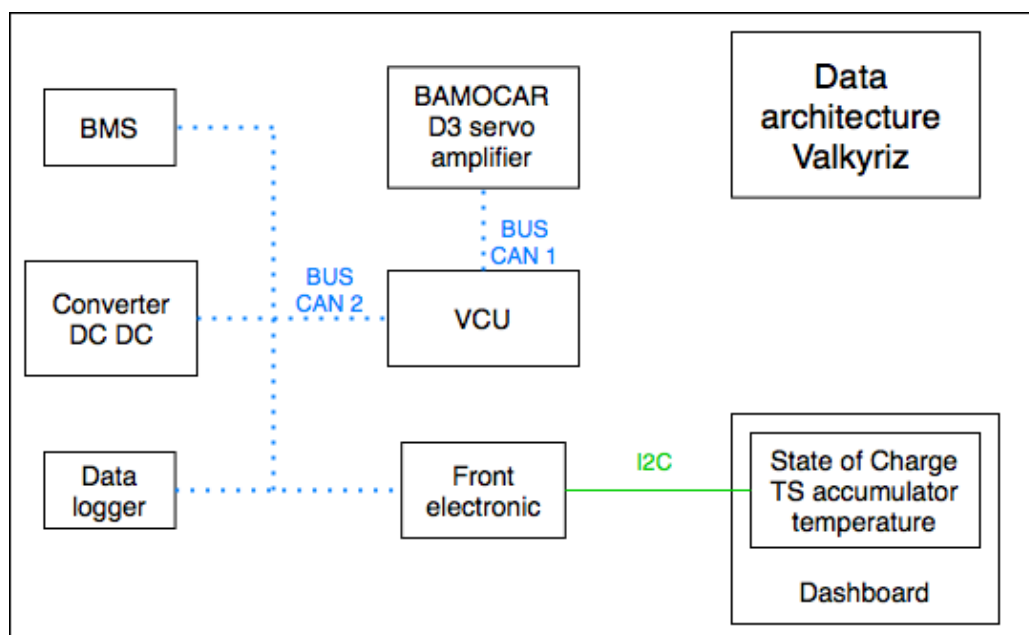 BMS
BAMOCAR
D3 servo
amplifier
Data
architecture
Valkyriz
BUS
CAN 1
Converter
DC DC
BUS
CAN 2
VCU
Data
logger
Front
electronic
I2C
State of Charge
TS accumulator
temperature
Dashboard